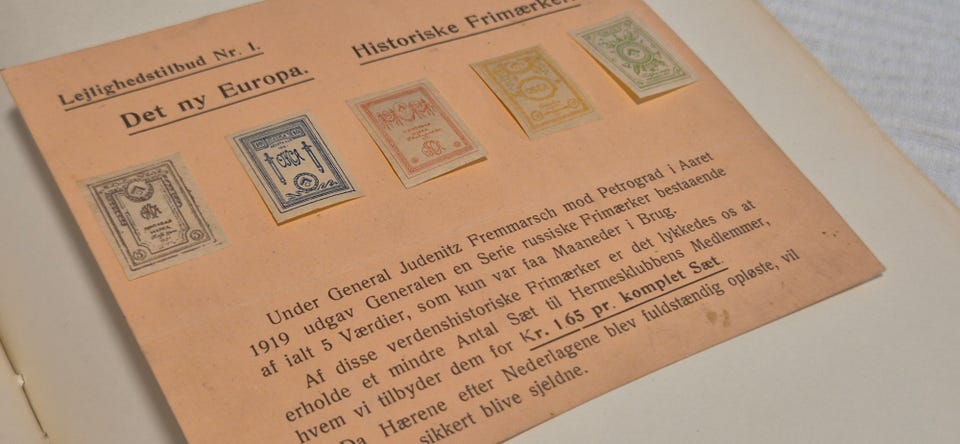 Lejlighedstilbud Nr. 1.
Historiske Frimærker.
Det ny Europa.
Under General Judenitz Fremmarsch mod Petrograd i Aaret
1919 udgav Generalen en Serie russiske Frimærker bestaaende
af ialt 5 Værdier, som kun var faa Maaneder i Brug.
Af disse verdenshistoriske Frimærker er det lykkedes os at
erholde et mindre Antal Sæt til Hermesklubbens Medlemmer,
hvem vi tilbyder dem for Kr. 1 65 pr. komplet Sæt.
Da Hærene efter Nederlagene blev fuldstændig opløste, vil
sikkert blive sjeldne.